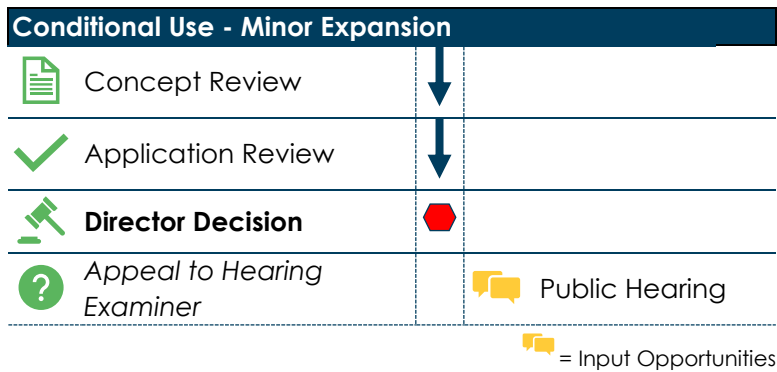 Conditional Use - Minor Expansion
Concept Review
Application Review
Director Decision
Appeal to Hearing
Examiner
?
Public Hearing
= Input Opportunities